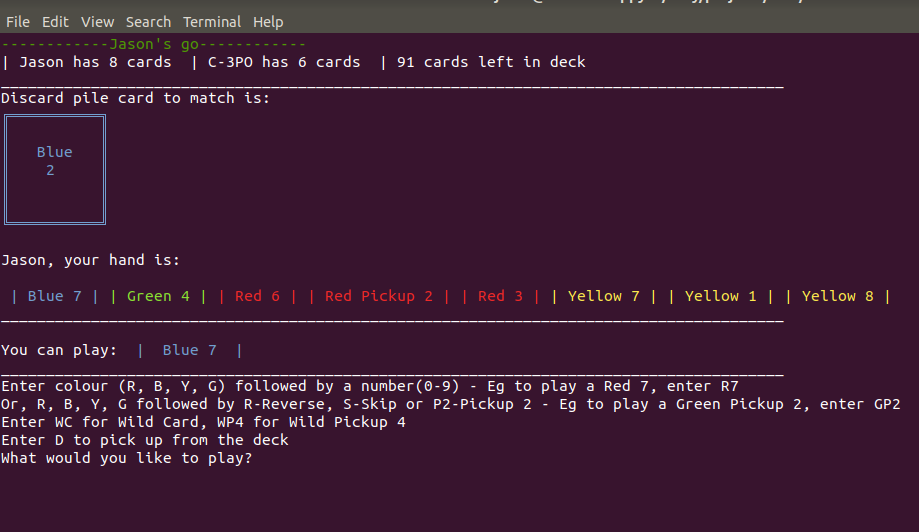 File Edit View Search Terminal Help
------------Jason's go------------
| Jason has 8 cards | C-3PO has 6 cards | 91 cards left in deck
Discard pile card to match is:
Blue
2
Jason, your hand is:
| Blue 7 | | Green 4 | | Red 6 | | Red Pickup 2 | | Red 3 | | Yellow 7 | | Yellow 1 | | Yellow 8 |
You can play: | Blue 7 |
Enter colour (R, B, Y, G) followed by a number(0-9) - Eg to play a Red 7, enter R7
Or, R, B, Y, G followed by R-Reverse, S-Skip or P2-Pickup 2 - Eg to play a Green Pickup 2, enter GP2
Enter WC for Wild Card, WP4 for Wild Pickup 4
Enter D to pick up from the deck
What would you like to play?